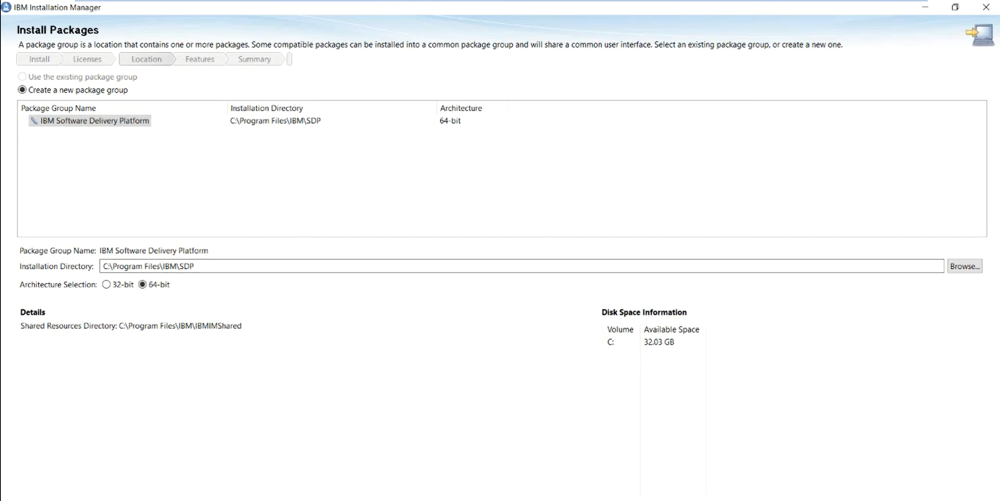 IBM Installation Manager
Install Packages
A package group is a location that contains one or more packages. Some compatible packages can be installed into a common package group and will share a common user interface. Select an existing package group, or create a new one.
Install Licenses Location Features Summary
Use the existing package group
Create a new package group
Package Group Name Installation Directory Architecture
IBM Software Delivery Platform C:\Program Files\IBM\SDP 64-bit
Package Group Name: IBM Software Delivery Platform
Installation Directory: C:\Program Files\IBM\SDP Browse...
Architecture Selection: 32-bit 64-bit
Details Disk Space Information
Shared Resources Directory: C:\Program Files\IBM\IBMIMShared
Volume Available Space
C: 32.03 GB